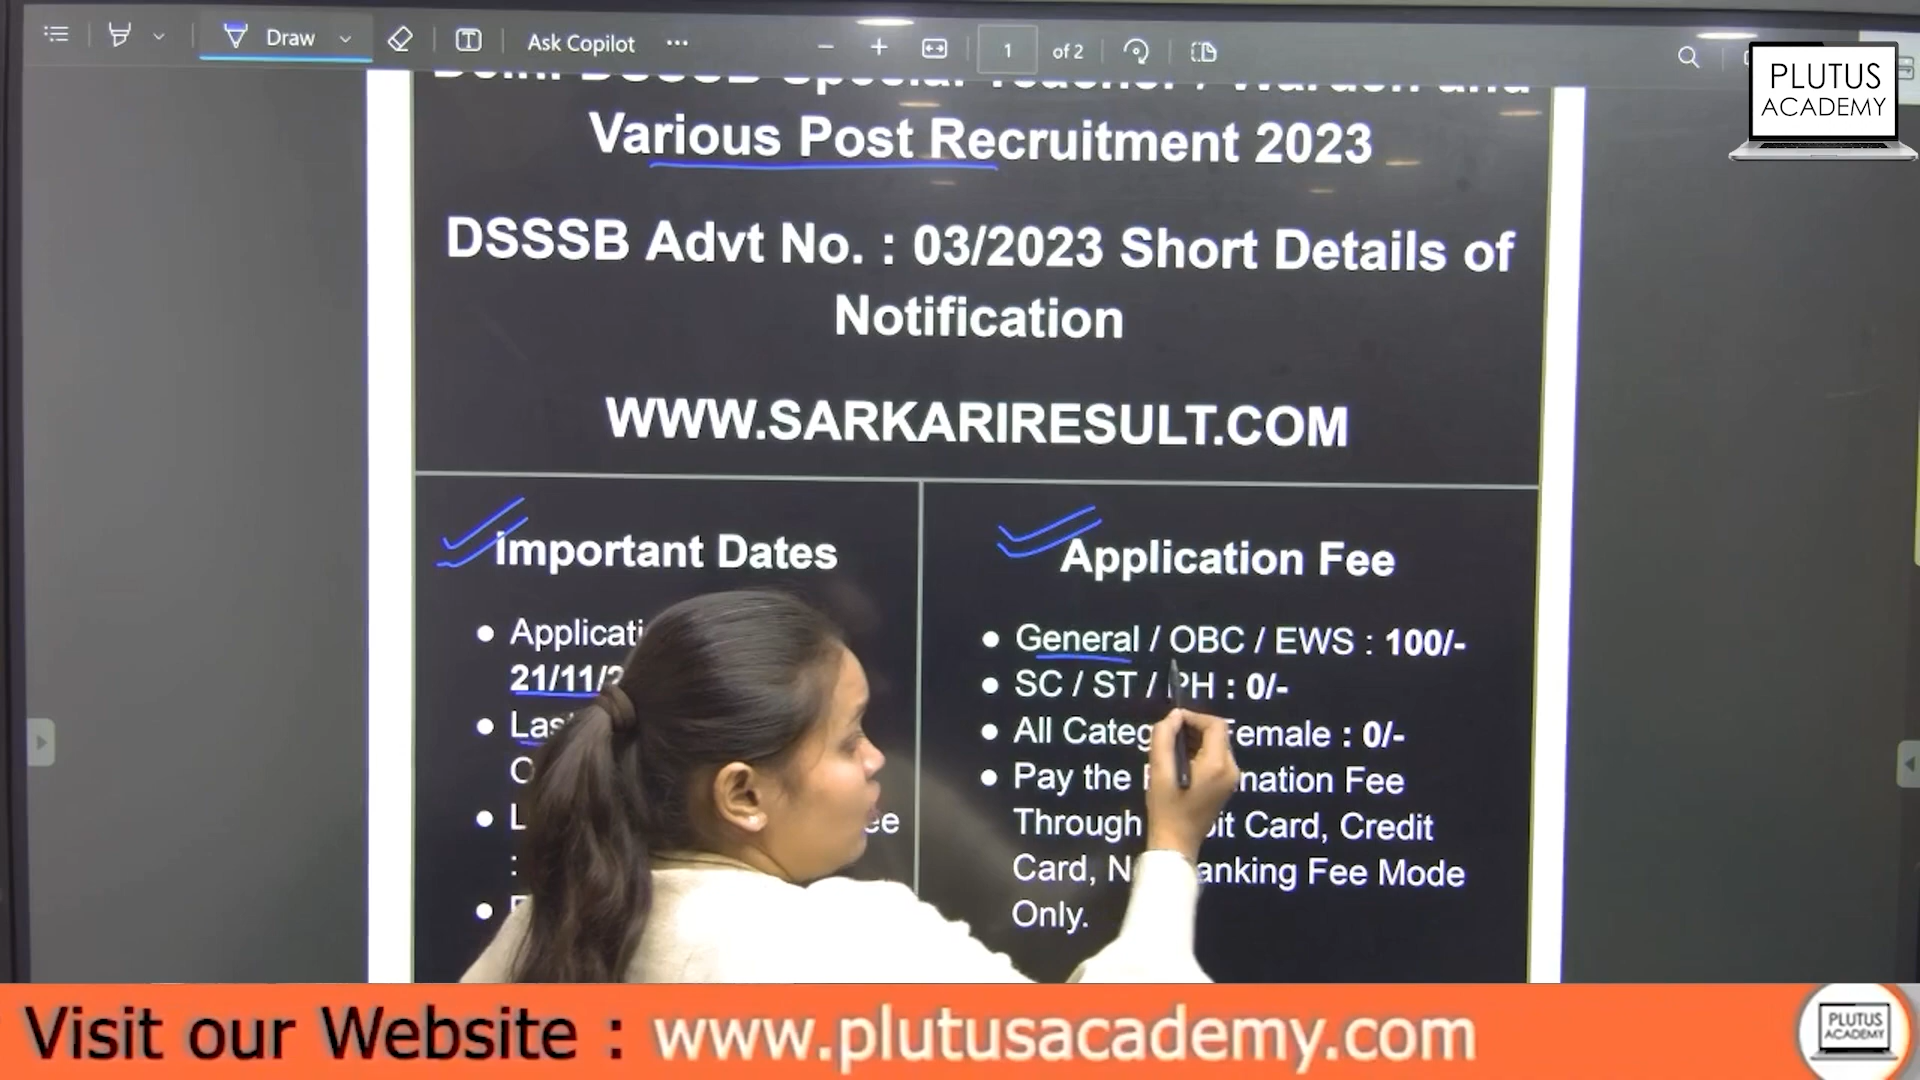 Draw
Ask Copilot
1 of 2
PLUTUS
ACADEMY
Various Post Recruitment 2023
DSSSB Advt No. : 03/2023 Short Details of
Notification
WWW.SARKARIRESULT.COM
Important Dates
21/11/
Application Fee
General / OBC / EWS : 100/-
SC / ST / PH : 0/-
All Female : 0/-
Pay the Fee
Through Card, Credit
Card, Fee Mode
Only.
Visit our Website : www.plutusacademy.com
PLUTUS
ACADEMY